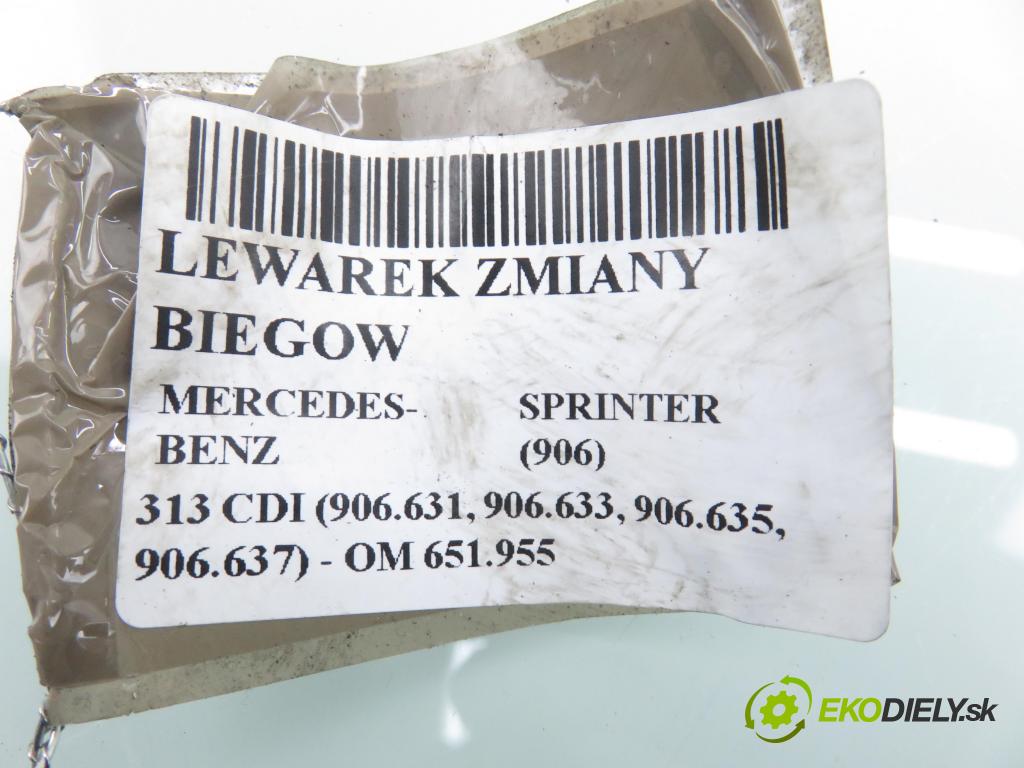 LEWAREK ZMIANY
BIEGOW
MERCEDES- SPRINTER
BENZ (906)
313 CDI (906.631, 906.633, 906.635,
906.637) - OM 651.955
EKODIELY.sk